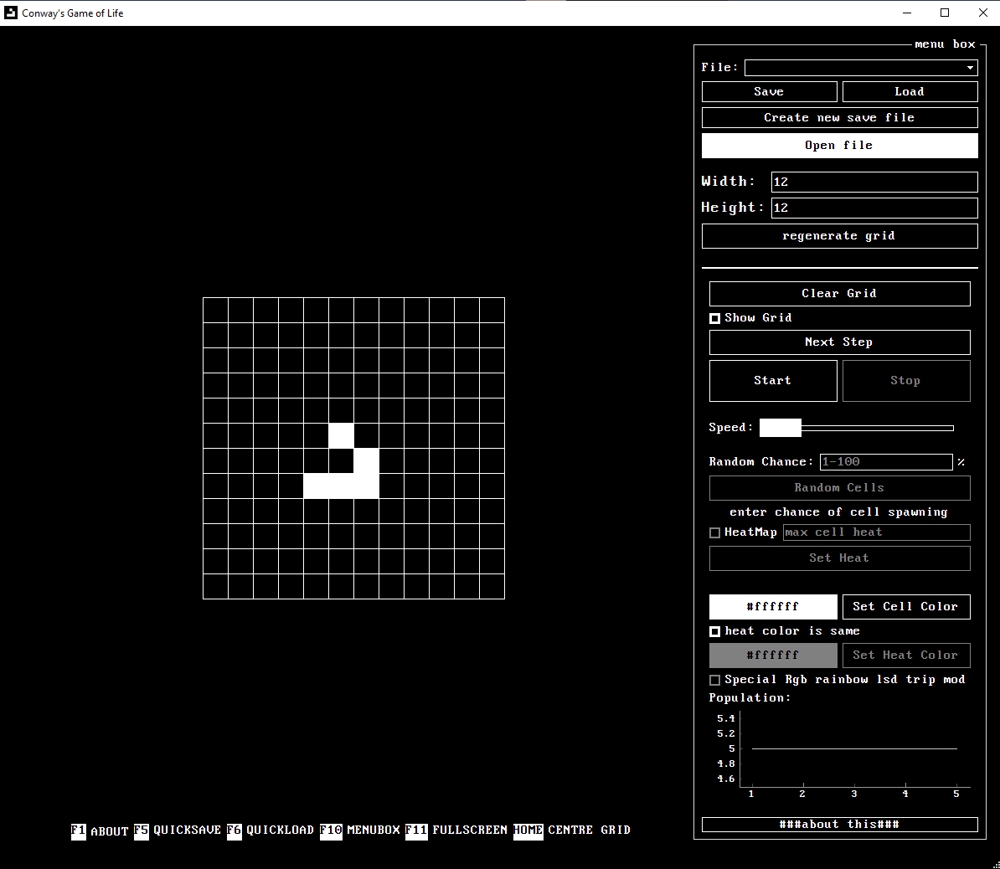 Conway's Game of Life
menu box
File:
Save Load
Create new save file
Open file
Width: 12
Height: 12
regenerate grid
Clear Grid
Show Grid
Next Step
Start Stop
Speed:
Random Chance: 1-100 %
Random Cells
enter chance of cell spawning
HeatMap max cell heat
Set Heat
#ffffff Set Cell Color
heat color is same
#ffffff Set Heat Color
Special Rgb rainbow lsd trip mod
Population:
5.4
5.2
5
4.8
4.6
1 2 3 4 5
###about this###
F1 ABOUT F5 QUICKSAVE F6 QUICKLOAD F10 MENUBOX F11 FULLSCREEN HOME CENTRE GRID